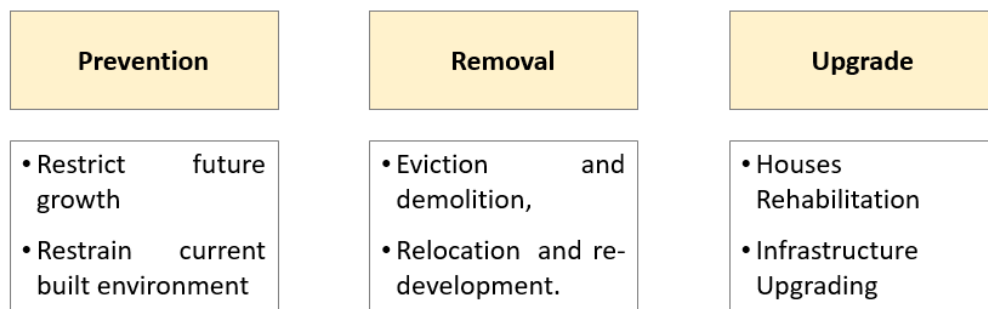 Prevention
Removal
Upgrade
• Restrict future
growth
• Restrain current
built environment
• Eviction and
demolition,
• Relocation and re-
development.
• Houses
Rehabilitation
• Infrastructure
Upgrading